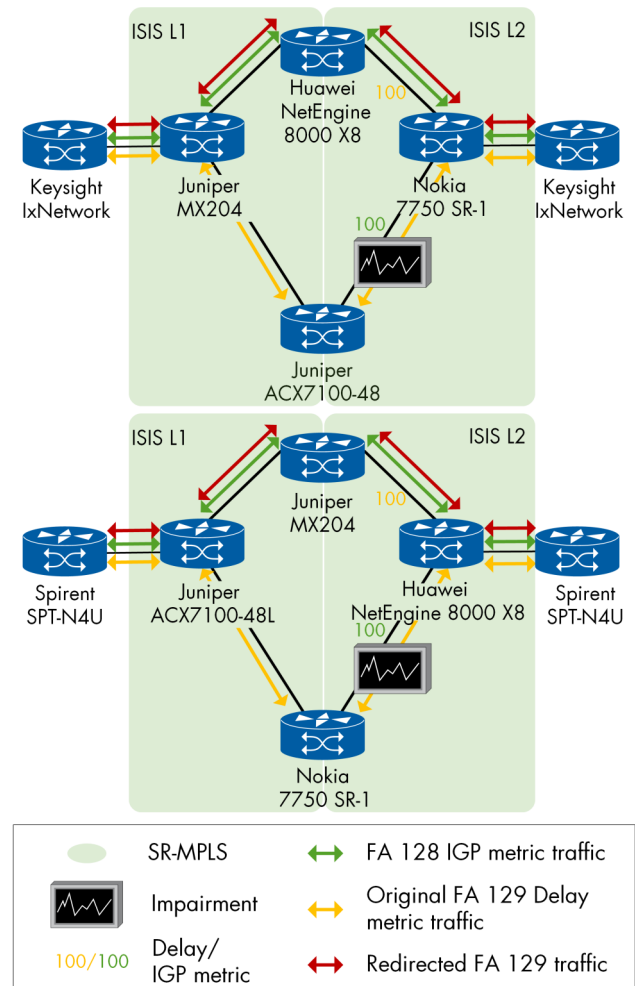 ISIS L1
ISIS L2
Huawei
NetEngine
8000 X8
100
Keysight
IxNetwork
Juniper
MX204
Nokia
7750 SR-1
Keysight
IxNetwork
100
Juniper
ACX7100-48
ISIS L1
ISIS L2
Juniper
MX204
100
Spirent
SPT-N4U
Juniper
ACX7100-48L
Huawei
NetEngine 8000 X8
Spirent
SPT-N4U
100
Nokia
7750 SR-1
SR-MPLS
FA 128 IGP metric traffic
Impairment
Original FA 129 Delay
metric traffic
100/100
Delay/
IGP metric
Redirected FA 129 traffic